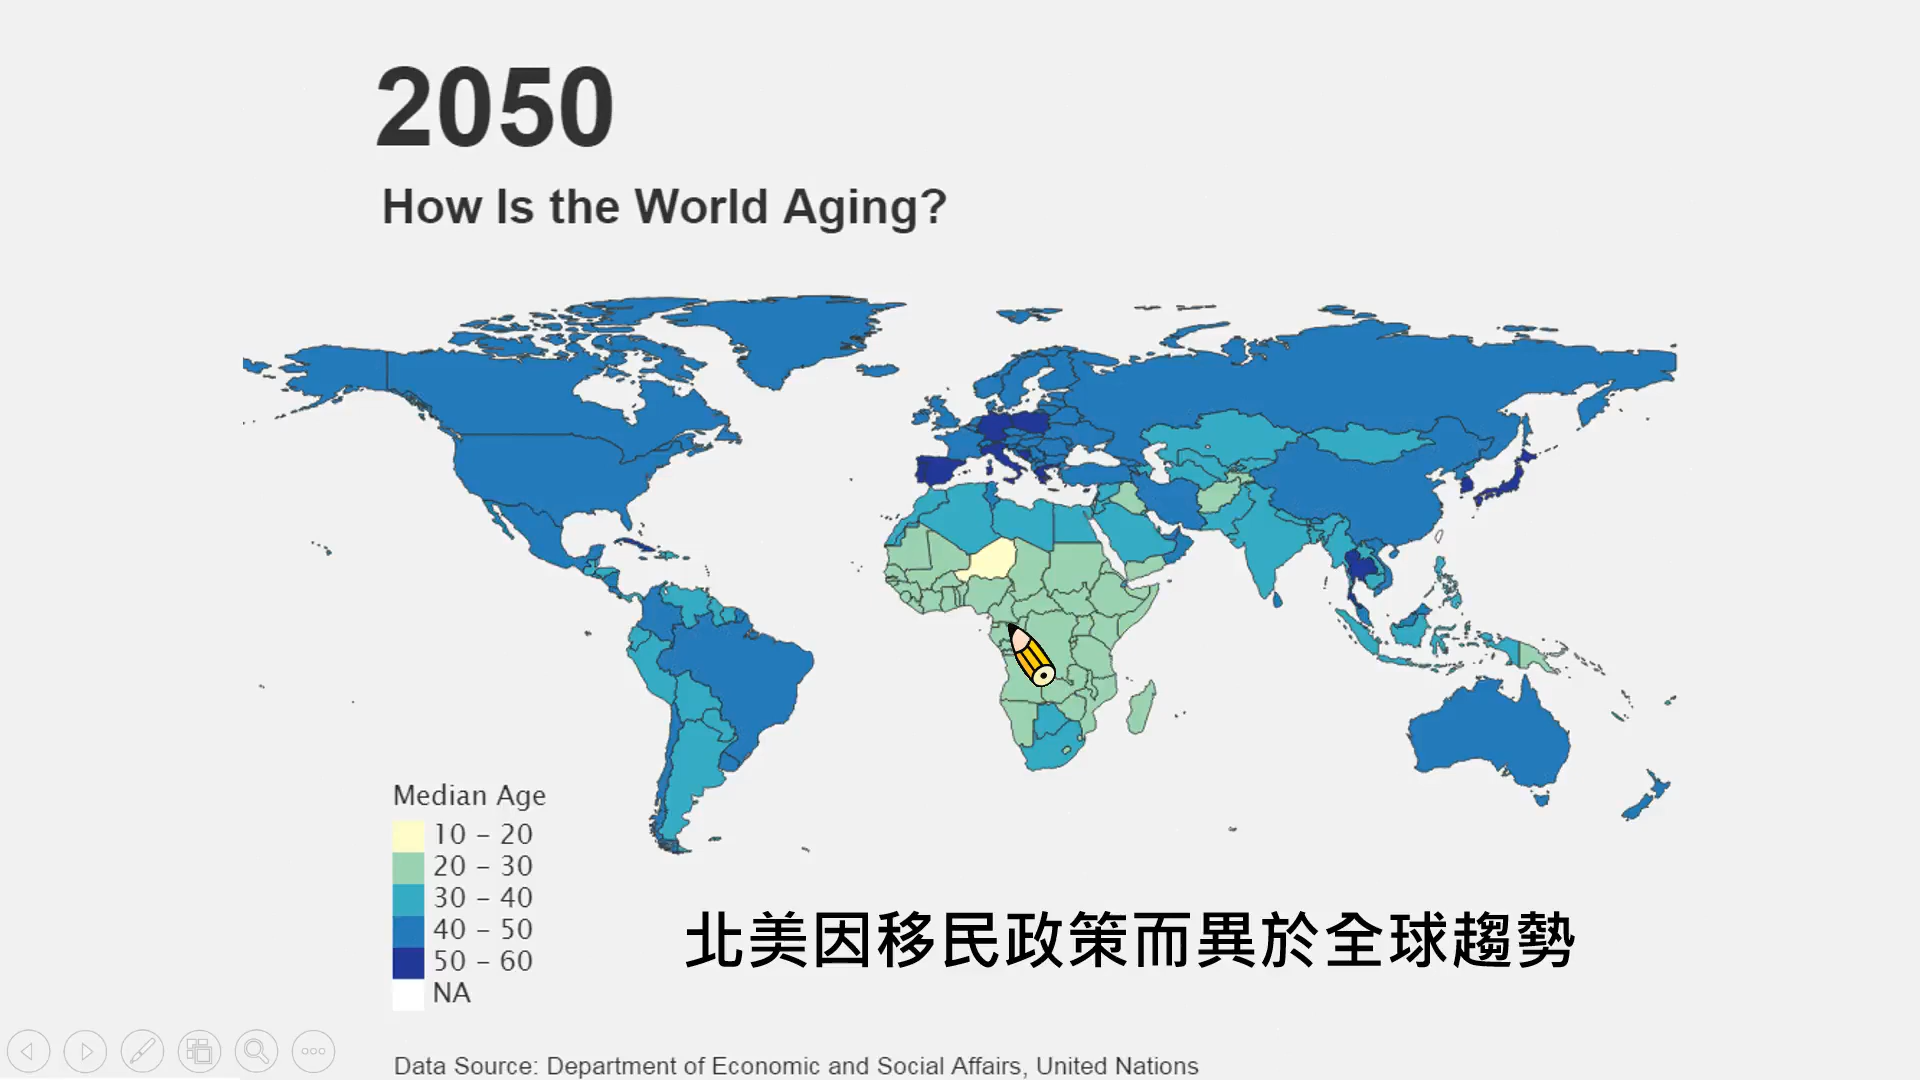 2050
How Is the World Aging?
Median Age
10 – 20
20 – 30
30 – 40
40 – 50
50 – 60
NA
北美因移民政策而異於全球趨勢
Data Source: Department of Economic and Social Affairs, United Nations